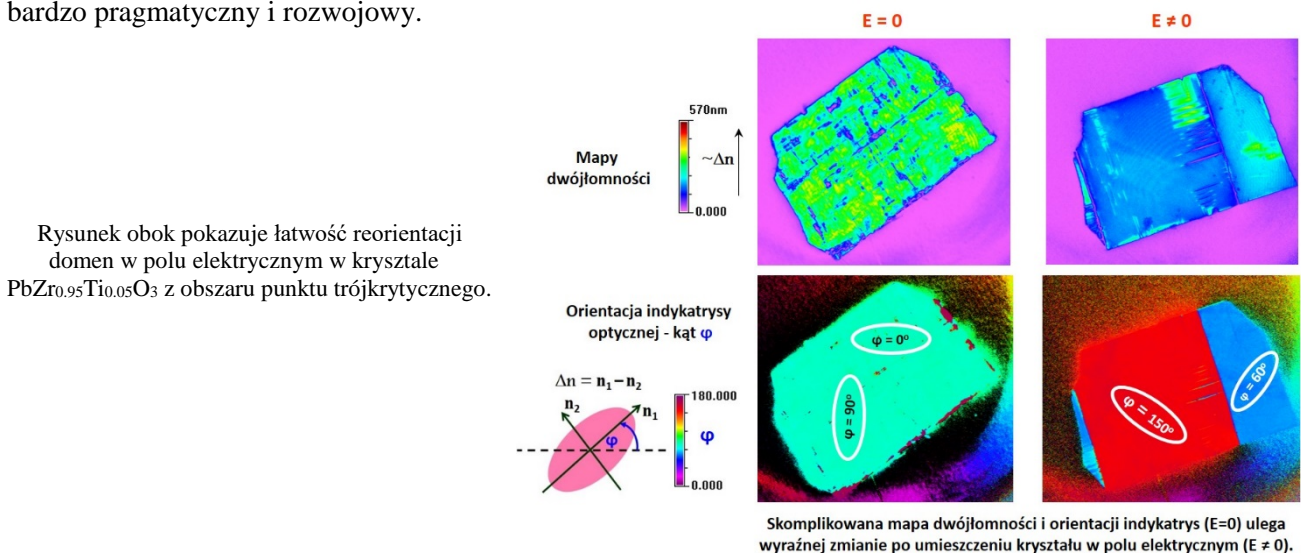 bardzo pragmatyczny i rozwojowy.
Rysunek obok pokazuje łatwość reorientacji
domen w polu elektrycznym w krysztale
PbZr0.95Ti0.05O3 z obszaru punktu trójkrytycznego.
E = 0
E ≠ 0
Mapy
dwójłomności
570nm
~Δn
0.000
Orientacja indykatrysy
optycznej - kąt φ
Δn = n₁ – n₂
n₂
n₁
φ
180.000
φ
0.000
φ = 0°
φ = 90°
φ = 150°
φ = 60°
Skomplikowana mapa dwójłomności i orientacji indykatrys (E=0) ulega
wyraźnej zmianie po umieszczeniu kryształu w polu elektrycznym (E ≠ 0).